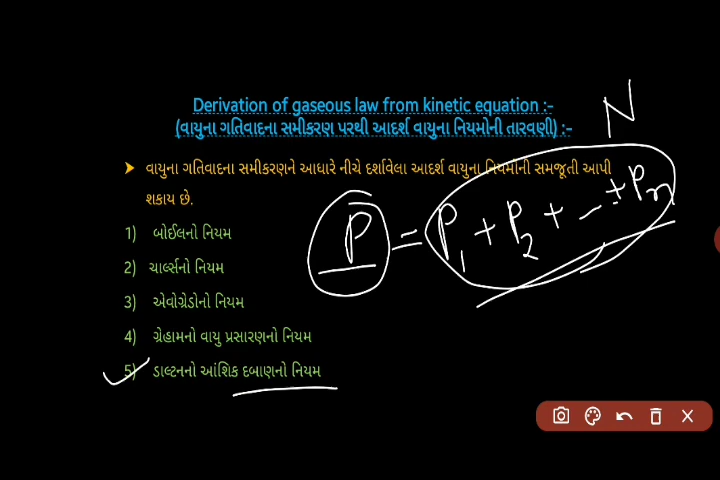 Derivation of gaseous law from kinetic equation :-
(વાયુના ગતિવાદના સમીકરણ પરથી આદર્શ વાયુના નિયમોની તારવણી) :-
N
➤ વાયુના ગતિવાદના સમીકરણને આધારે નીચે દર્શાવેલા આદર્શ વાયુના નિયમોની સમજૂતી આપી
શકાય છે.
P = P₁ + P₂ + -- + Pn
1) બોઈલનો નિયમ
2) ચાર્લ્સનો નિયમ
3) એવોગ્રેડોનો નિયમ
4) ગ્રેહામનો વાયુ પ્રસારણનો નિયમ
5) ડાલ્ટનનો આંશિક દબાણનો નિયમ